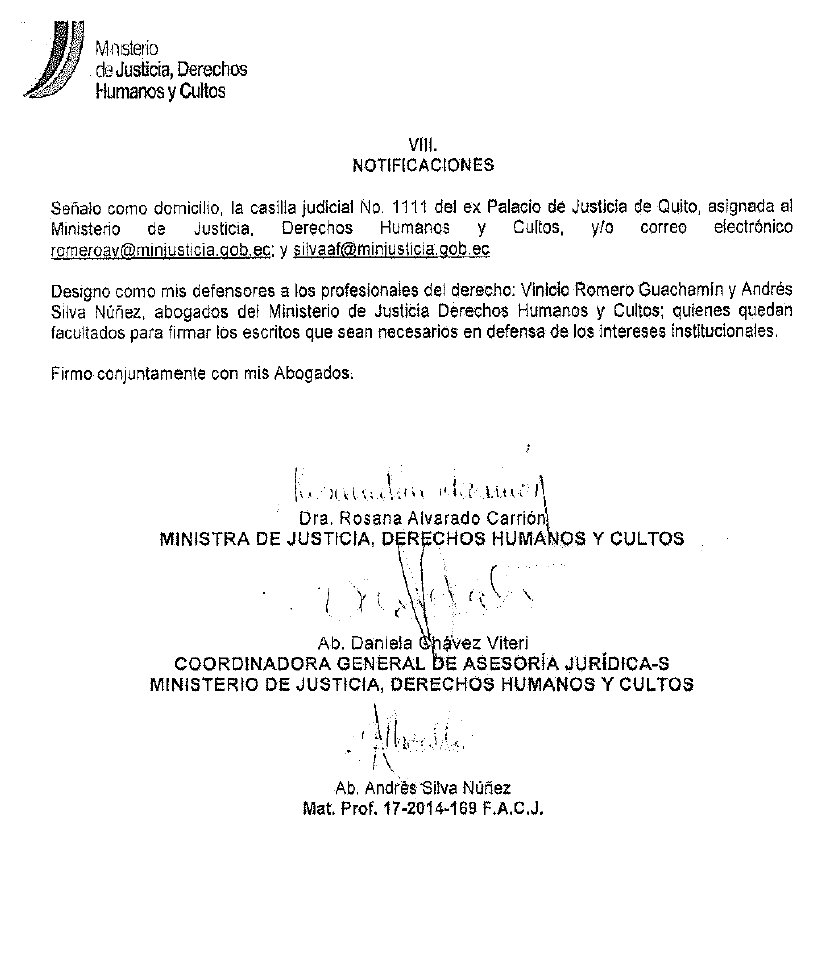 Ministerio
de Justicia, Derechos
Humanos y Cultos
VIII.
NOTIFICACIONES
Señalo como domicilio, la casilla judicial No. 1111 del ex Palacio de Justicia de Quito, asignada al
Ministerio de Justicia, Derechos Humanos y Cultos, y/o correo electrónico
romeroav@minjusticia.gob.ec; y silvaaf@minjusticia.gob.ec
Designo como mis defensores a los profesionales del derecho: Vinicio Romero Guachamín y Andrés
Silva Núñez, abogados del Ministerio de Justicia Derechos Humanos y Cultos; quienes quedan
facultados para firmar los escritos que sean necesarios en defensa de los intereses institucionales.
Firmo conjuntamente con mis Abogados.
Dra. Rosana Alvarado Carrión
MINISTRA DE JUSTICIA, DERECHOS HUMANOS Y CULTOS
Ab. Daniela Chávez Viteri
COORDINADORA GENERAL DE ASESORÍA JURÍDICA-S
MINISTERIO DE JUSTICIA, DERECHOS HUMANOS Y CULTOS
Ab. Andrés Silva Núñez
Mat. Prof. 17-2014-169 F.A.C.J.